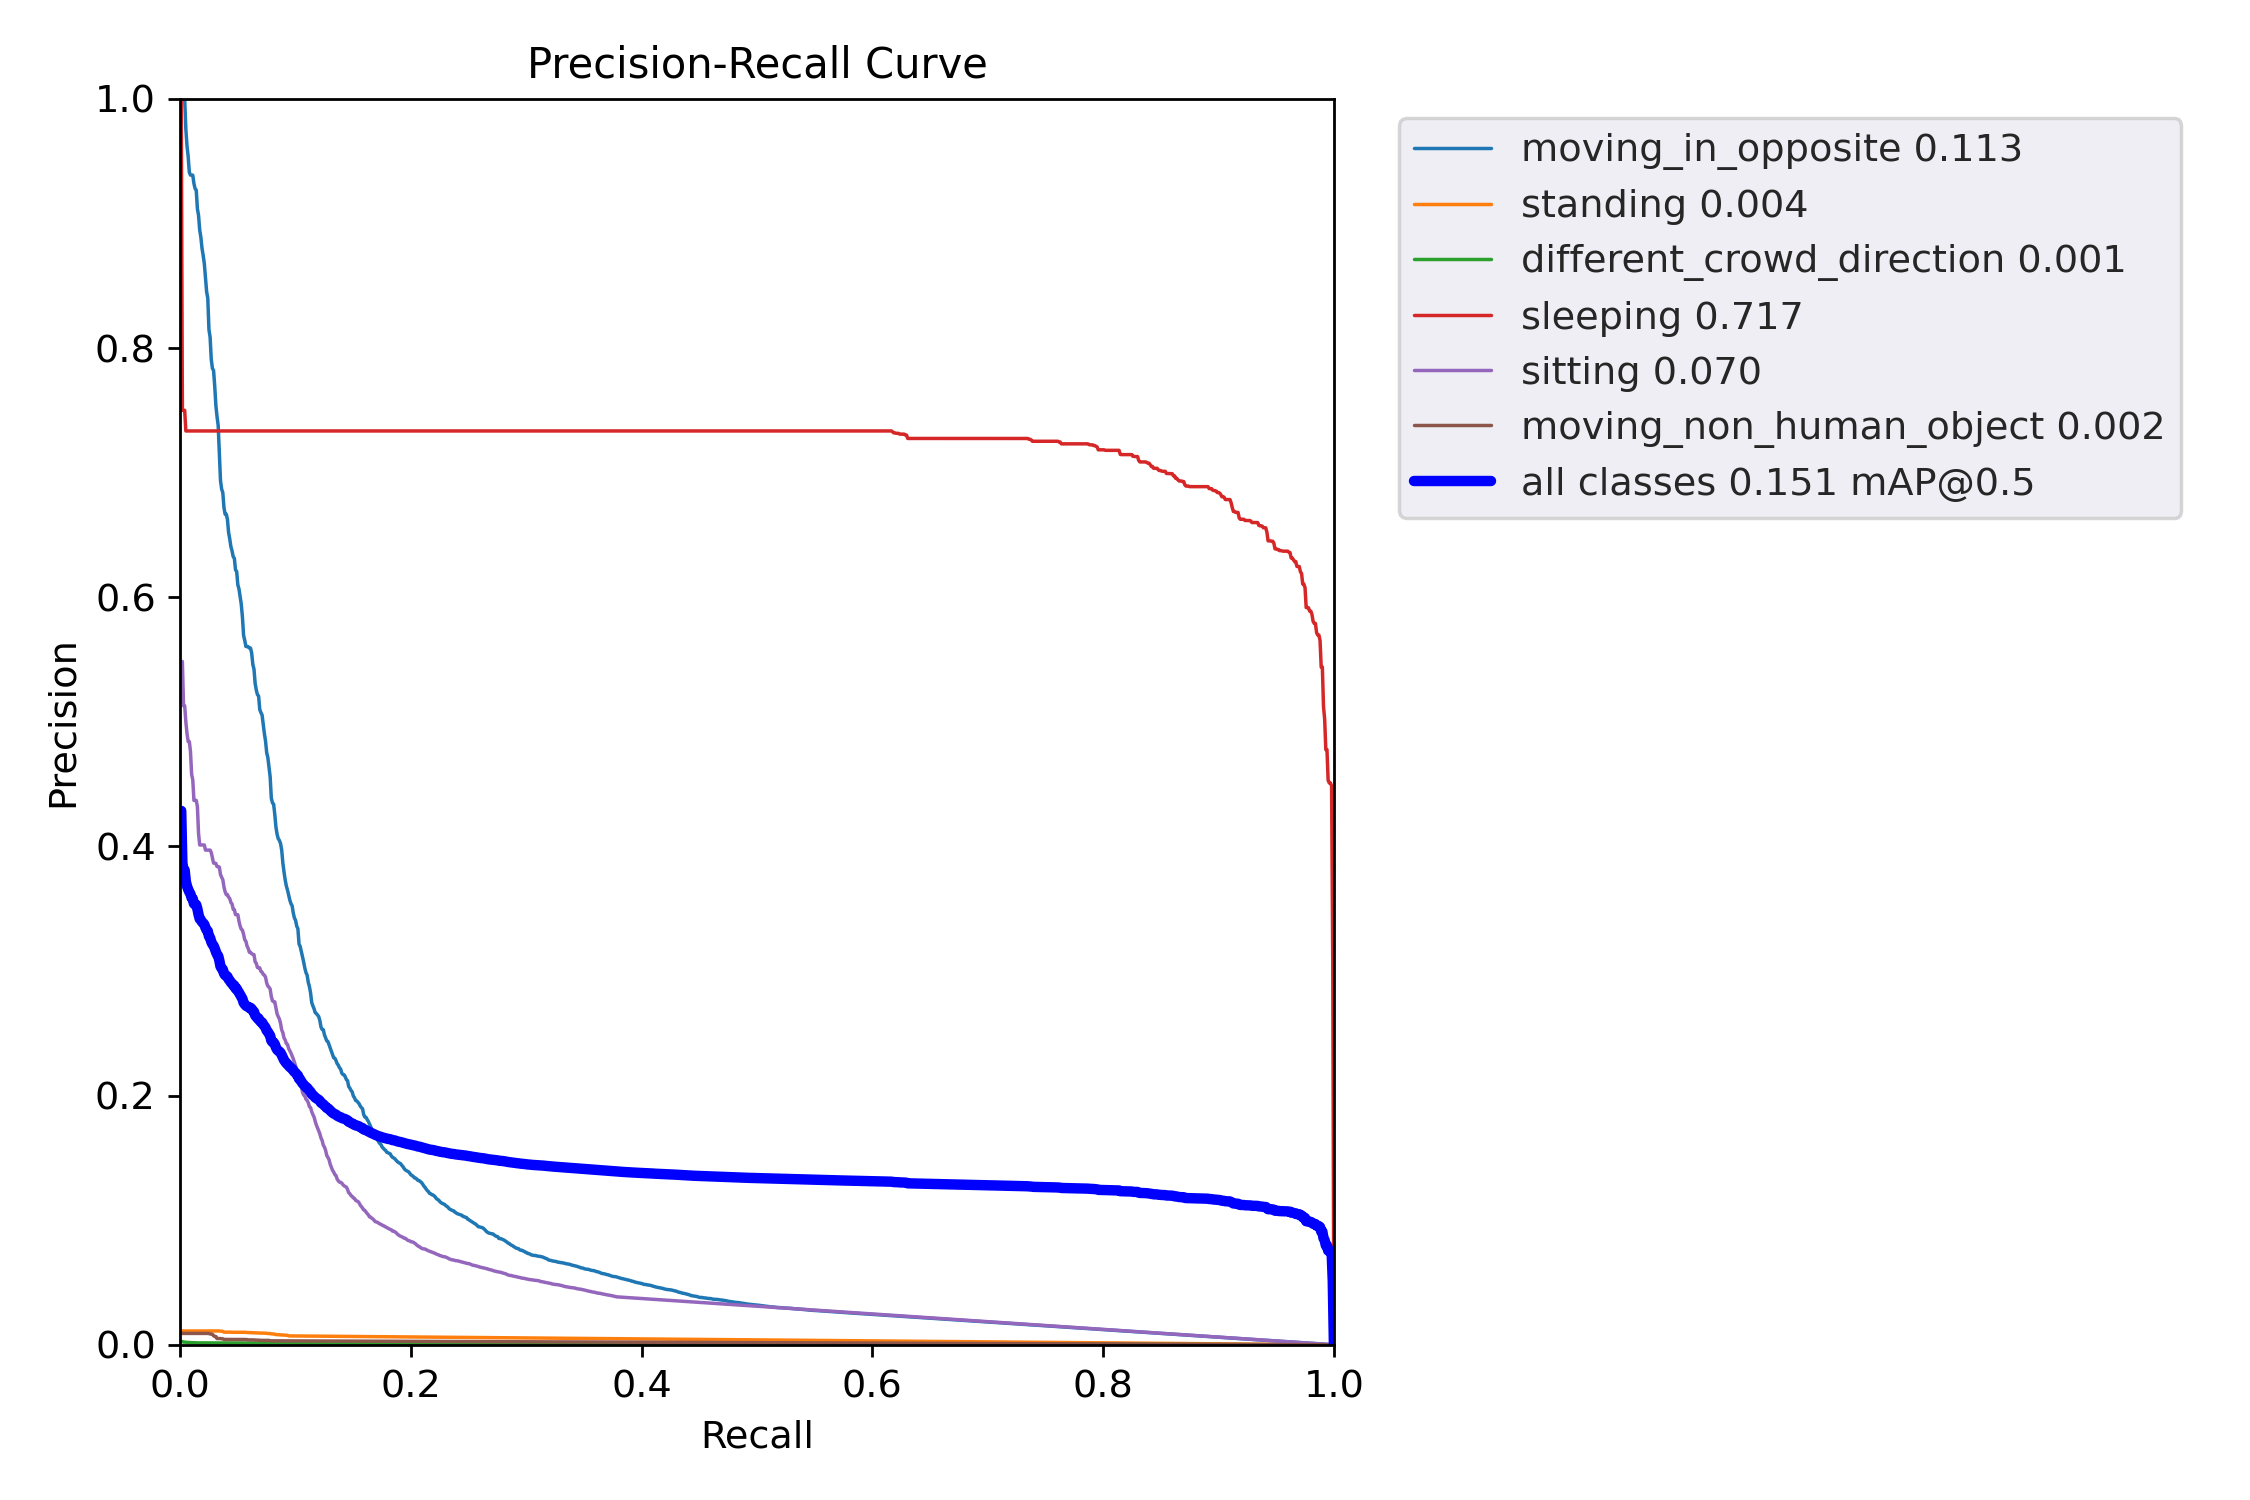 Precision-Recall Curve
1.0
0.8
0.6
0.4
0.2
0.0
Precision
0.0 0.2 0.4 0.6 0.8 1.0
Recall
moving_in_opposite 0.113
standing 0.004
different_crowd_direction 0.001
sleeping 0.717
sitting 0.070
moving_non_human_object 0.002
all classes 0.151 mAP@0.5